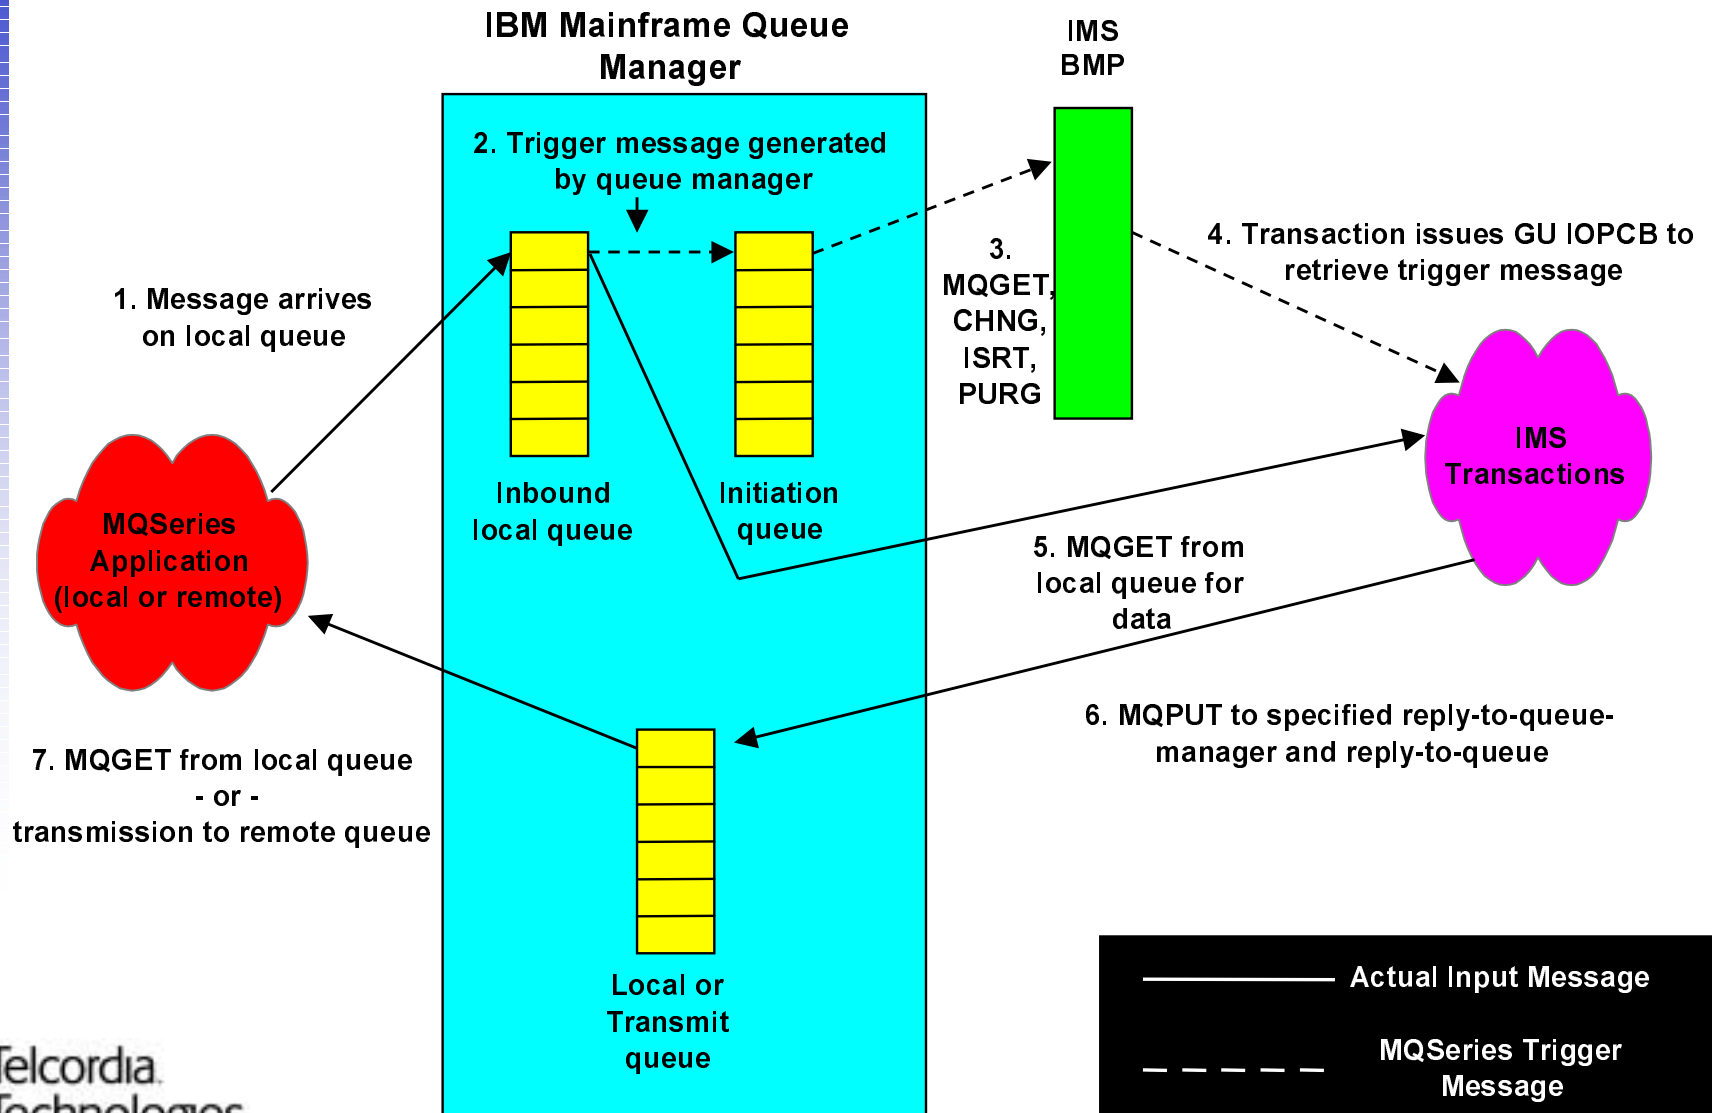 IBM Mainframe Queue
Manager
IMS
BMP
2. Trigger message generated
by queue manager
1. Message arrives
on local queue
3.
MQGET,
CHNG,
ISRT,
PURG
4. Transaction issues GU IOPCB to
retrieve trigger message
Inbound
local queue
Initiation
queue
MQSeries
Application
(local or remote)
IMS
Transactions
5. MQGET from
local queue for
data
6. MQPUT to specified reply-to-queue-
manager and reply-to-queue
7. MQGET from local queue
- or -
transmission to remote queue
Local or
Transmit
queue
Actual Input Message
MQSeries Trigger
Message
Telcordia
Technologies